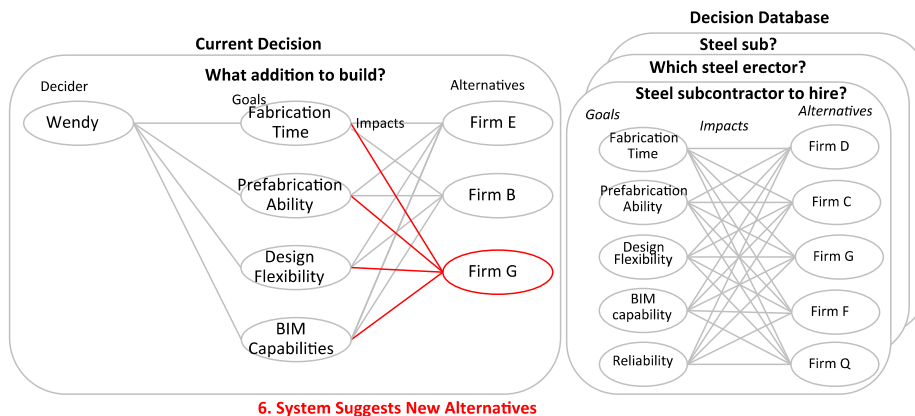 Decision Database
Current Decision
Steel sub?
What addition to build?
Which steel erector?
Decider
Goals
Alternatives
Steel subcontractor to hire?
Wendy
Fabrication
Time
Impacts
Firm E
Goals
Impacts
Alternatives
Fabrication
Time
Firm D
Prefabrication
Ability
Firm B
Prefabrication
Ability
Firm C
Design
Flexibility
Firm G
Design
Flexibility
Firm G
BIM
Capabilities
BIM
capability
Firm F
Reliability
Firm Q
6. System Suggests New Alternatives